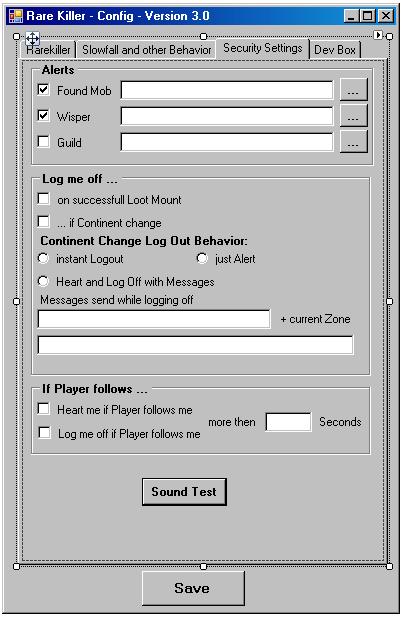 Rare Killer - Config - Version 3.0
Rarekiller
Slowfall and other Behavior
Security Settings
Dev Box
Alerts
Found Mob
...
Wisper
...
Guild
...
Log me off ...
on successfull Loot Mount
... if Continent change
Continent Change Log Out Behavior:
instant Logout
just Alert
Heart and Log Off with Messages
Messages send while logging off
+ current Zone
If Player follows ...
Heart me if Player follows me
Log me off if Player follows me
more then
Seconds
Sound Test
Save